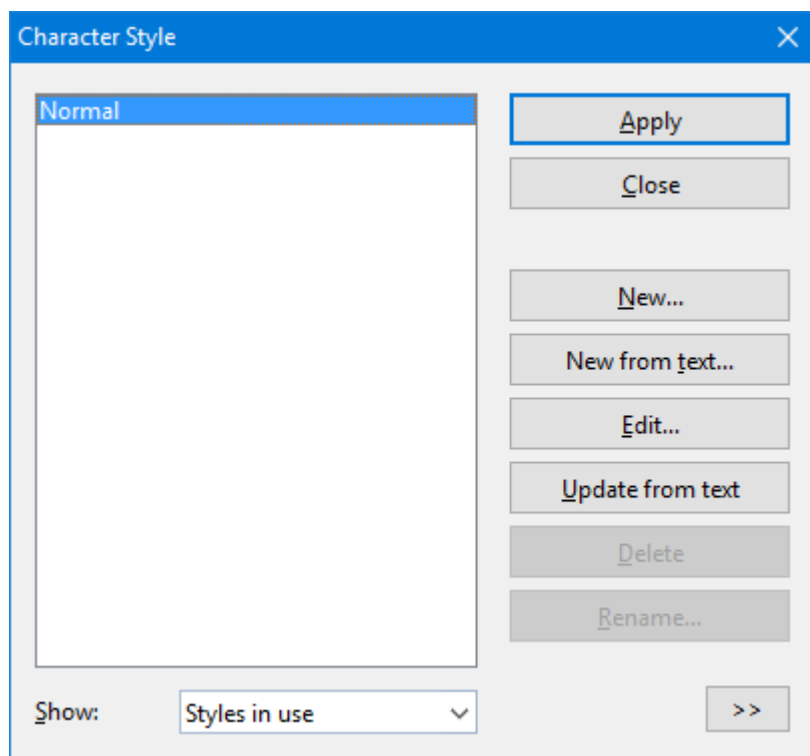 Character Style
Normal
Apply
Close
New...
New from text...
Edit...
Update from text
Delete
Rename...
Show:
Styles in use
>>